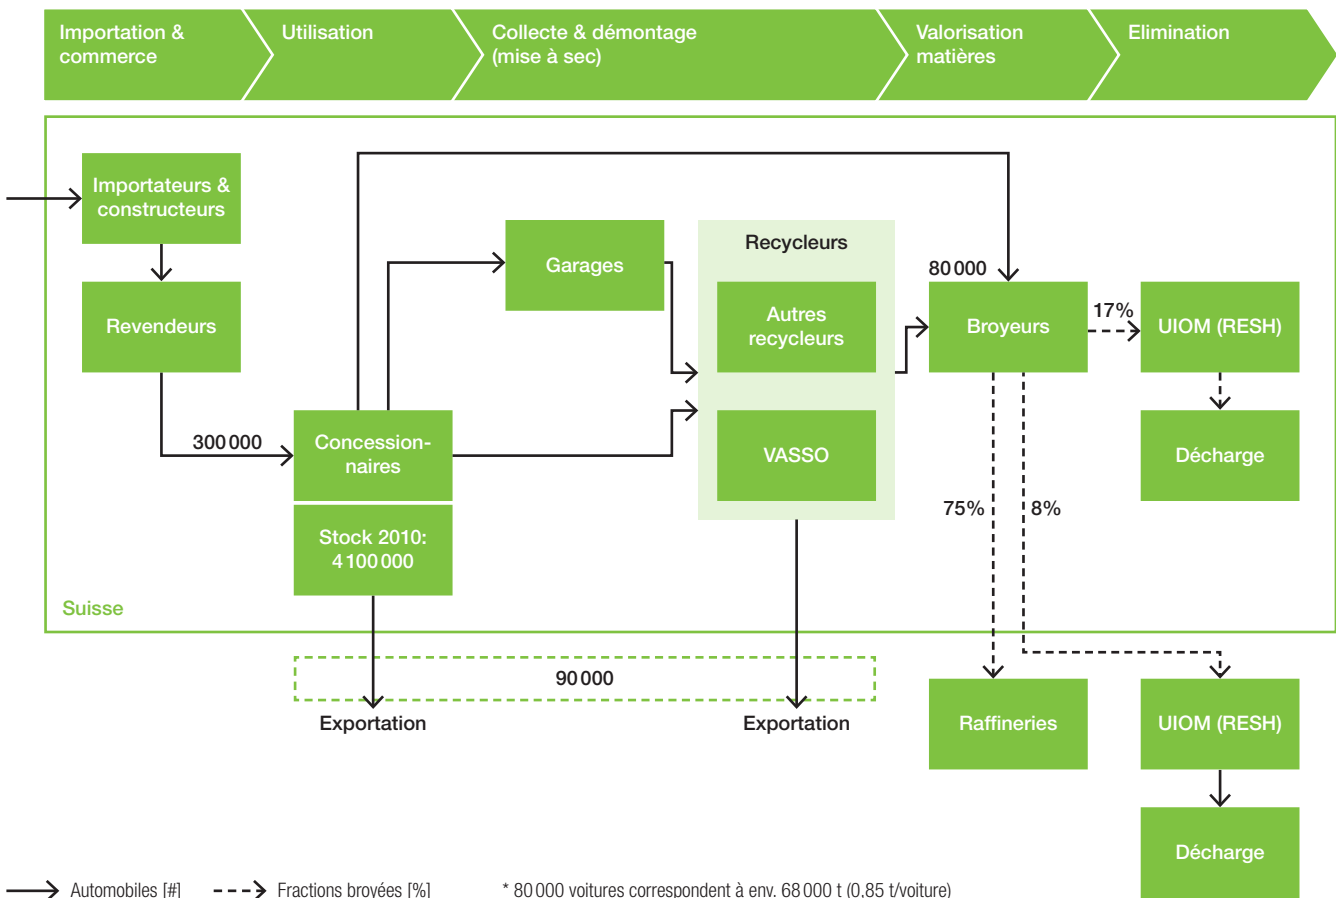 Importation &
commerce
Utilisation
Collecte & démontage
(mise à sec)
Valorisation
matières
Elimination
Importateurs &
constructeurs
Revendeurs
300 000
Concession-
naires
Stock 2010:
4 100 000
Garages
Recycleurs
Autres
recycleurs
VASSO
80 000
Broyeurs
17%
UIOM (RESH)
Décharge
75%
8%
Suisse
90 000
Exportation
Exportation
Raffineries
UIOM (RESH)
Décharge
Automobiles [#]
Fractions broyées [%]
* 80 000 voitures correspondent à env. 68 000 t (0,85 t/voiture)